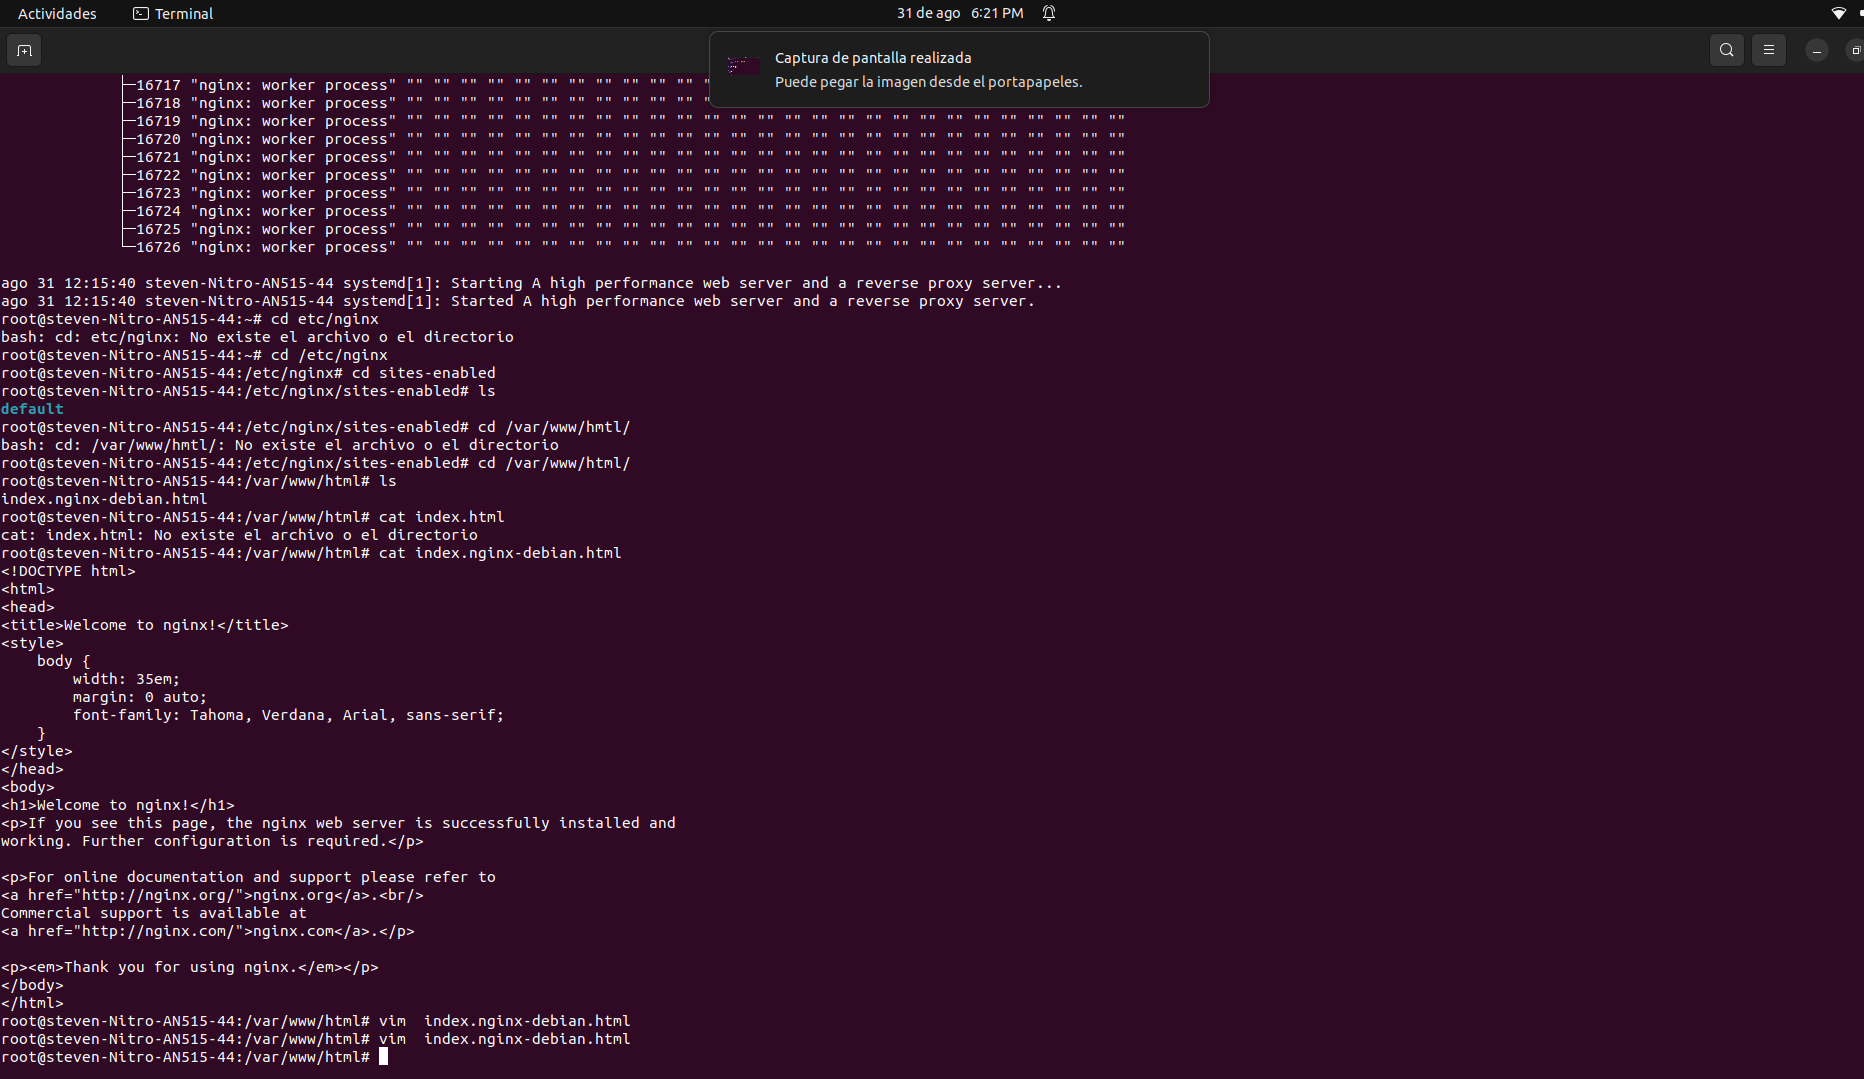 Actividades Terminal 31 de ago 6:21 PM
Captura de pantalla realizada
Puede pegar la imagen desde el portapapeles.
├─16717 "nginx: worker process" "" "" "" "" "" "" "" "" "" "" "" "
├─16718 "nginx: worker process" "" "" "" "" "" "" "" "" "" "" "" "
├─16719 "nginx: worker process" "" "" "" "" "" "" "" "" "" "" "" "" "" "" "" "" "" "" "" "" "" "" "" "" "" "" ""
├─16720 "nginx: worker process" "" "" "" "" "" "" "" "" "" "" "" "" "" "" "" "" "" "" "" "" "" "" "" "" "" "" ""
├─16721 "nginx: worker process" "" "" "" "" "" "" "" "" "" "" "" "" "" "" "" "" "" "" "" "" "" "" "" "" "" "" ""
├─16722 "nginx: worker process" "" "" "" "" "" "" "" "" "" "" "" "" "" "" "" "" "" "" "" "" "" "" "" "" "" "" ""
├─16723 "nginx: worker process" "" "" "" "" "" "" "" "" "" "" "" "" "" "" "" "" "" "" "" "" "" "" "" "" "" "" ""
├─16724 "nginx: worker process" "" "" "" "" "" "" "" "" "" "" "" "" "" "" "" "" "" "" "" "" "" "" "" "" "" "" ""
├─16725 "nginx: worker process" "" "" "" "" "" "" "" "" "" "" "" "" "" "" "" "" "" "" "" "" "" "" "" "" "" "" ""
└─16726 "nginx: worker process" "" "" "" "" "" "" "" "" "" "" "" "" "" "" "" "" "" "" "" "" "" "" "" "" "" "" ""
ago 31 12:15:40 steven-Nitro-AN515-44 systemd[1]: Starting A high performance web server and a reverse proxy server...
ago 31 12:15:40 steven-Nitro-AN515-44 systemd[1]: Started A high performance web server and a reverse proxy server.
root@steven-Nitro-AN515-44:~# cd etc/nginx
bash: cd: etc/nginx: No existe el archivo o el directorio
root@steven-Nitro-AN515-44:~# cd /etc/nginx
root@steven-Nitro-AN515-44:/etc/nginx# cd sites-enabled
root@steven-Nitro-AN515-44:/etc/nginx/sites-enabled# ls
default
root@steven-Nitro-AN515-44:/etc/nginx/sites-enabled# cd /var/www/hmtl/
bash: cd: /var/www/hmtl/: No existe el archivo o el directorio
root@steven-Nitro-AN515-44:/etc/nginx/sites-enabled# cd /var/www/html/
root@steven-Nitro-AN515-44:/var/www/html# ls
index.nginx-debian.html
root@steven-Nitro-AN515-44:/var/www/html# cat index.html
cat: index.html: No existe el archivo o el directorio
root@steven-Nitro-AN515-44:/var/www/html# cat index.nginx-debian.html
<!DOCTYPE html>
<html>
<head>
<title>Welcome to nginx!</title>
<style>
    body {
        width: 35em;
        margin: 0 auto;
        font-family: Tahoma, Verdana, Arial, sans-serif;
    }
</style>
</head>
<body>
<h1>Welcome to nginx!</h1>
<p>If you see this page, the nginx web server is successfully installed and
working. Further configuration is required.</p>
<p>For online documentation and support please refer to
<a href="http://nginx.org/">nginx.org</a>.<br/>
Commercial support is available at
<a href="http://nginx.com/">nginx.com</a>.</p>
<p><em>Thank you for using nginx.</em></p>
</body>
</html>
root@steven-Nitro-AN515-44:/var/www/html# vim  index.nginx-debian.html
root@steven-Nitro-AN515-44:/var/www/html# vim  index.nginx-debian.html
root@steven-Nitro-AN515-44:/var/www/html#